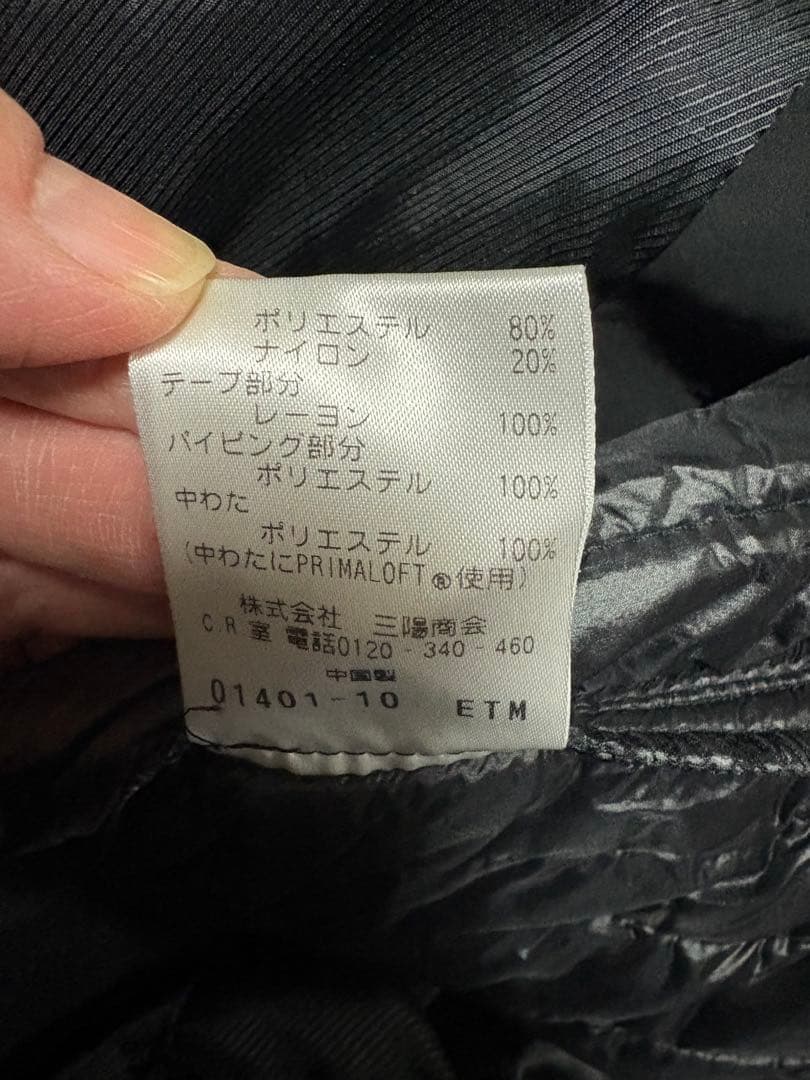 ポリエステル 80%
ナイロン 20%
テープ部分
レーヨン 100%
パイピング部分
ポリエステル 100%
中わた
ポリエステル 100%
(中わたにPRIMALOFT®使用)
株式会社 三陽商会
C.R室 電話0120-340-460
中国製
01401-10 ETM